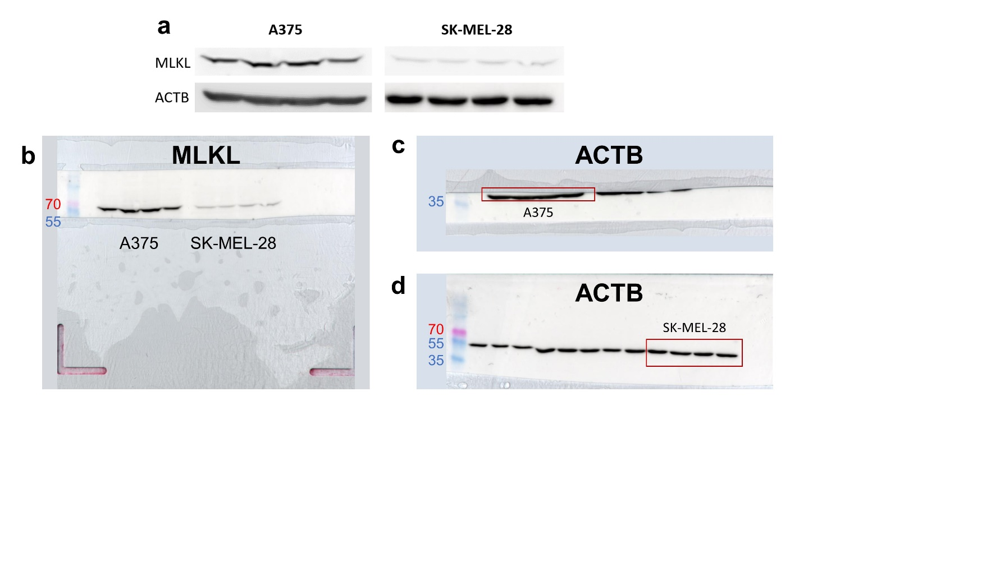 a
A375 SK-MEL-28
MLKL
ACTB
b
MLKL
70
55
A375 SK-MEL-28
c
ACTB
35
A375
d
ACTB
SK-MEL-28
70
55
35